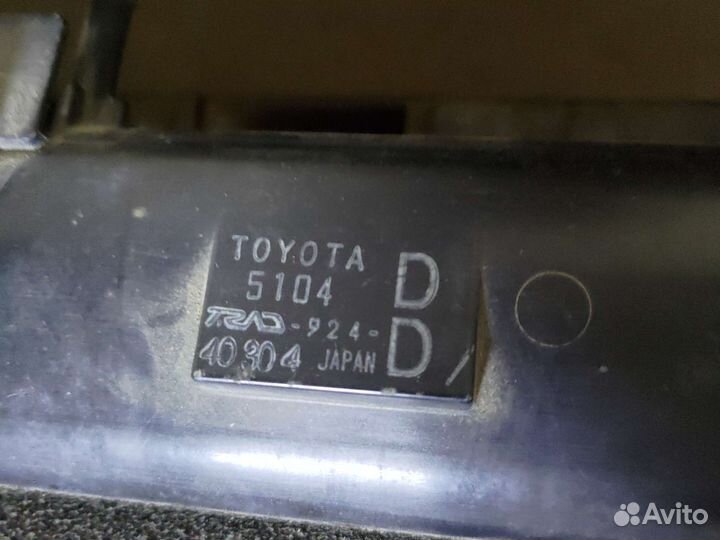 TOYOTA D
5104
TRAD -924- D /
40304 JAPAN
Avito